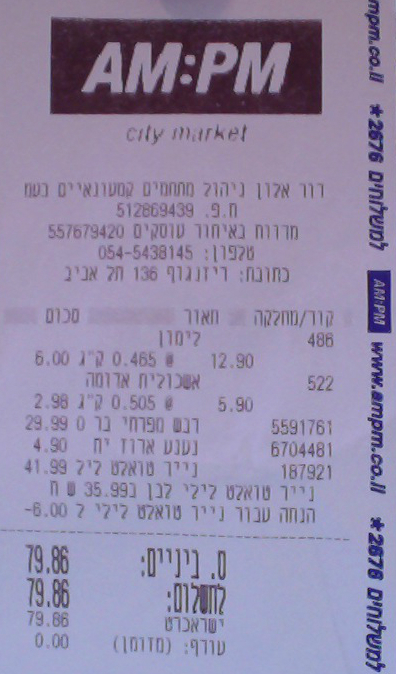 AM:PM
city market
דור אלון ניהול מתחמים קמעונאיים בעמ
ח.פ. 512869439
מדווח באיחוד עוסקים 557679420
טלפון: 054-5438145
כתובת: דיזנגוף 136 תל אביב
קוד/מחלקה תאור סכום
486 לימון
12.90 @ 0.465 ק"ג 6.00
522 אשכולית אדומה
5.90 @ 0.505 ק"ג 2.98
5591761 דבש מפרחי בר 0 29.99
6704481 נענע ארוז יח 4.90
187921 נייר טואלט ליל 41.99
נייר טואלט לילי לבן ב35.99 ש ח
הנחה עבור נייר טואלט לילי ל 6.00-
ס. ביניים: 79.86
לתשלום: 79.86
ישראכרט 79.86
עודף: (מזומן) 0.00
ampm.co.il * 2676 למשלוחים AM:PM www.ampm.co.il * 2676 למשלוחים